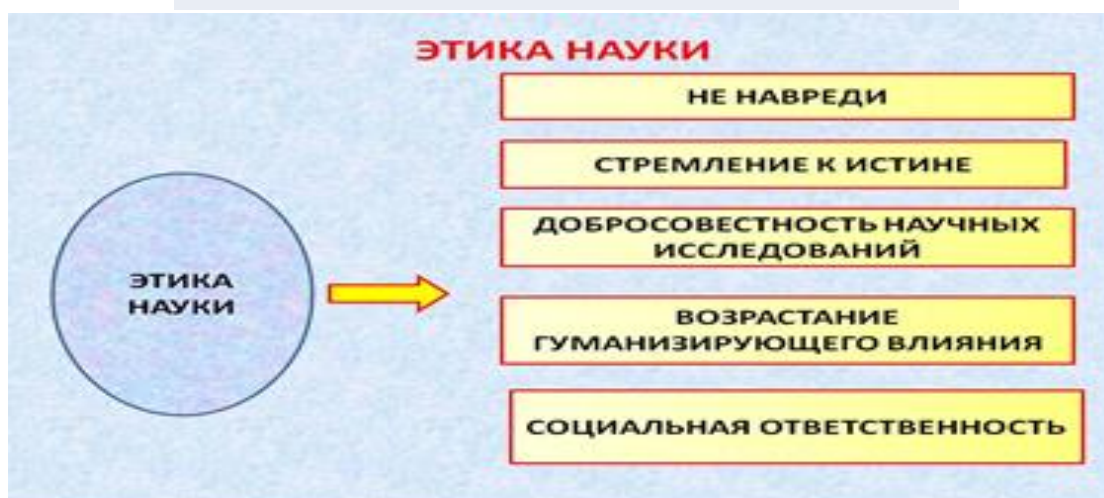 ЭТИКА НАУКИ
НЕ НАВРЕДИ
СТРЕМЛЕНИЕ К ИСТИНЕ
ДОБРОСОВЕСТНОСТЬ НАУЧНЫХ
ИССЛЕДОВАНИЙ
ЭТИКА
НАУКИ
ВОЗРАСТАНИЕ
ГУМАНИЗИРУЮЩЕГО ВЛИЯНИЯ
СОЦИАЛЬНАЯ ОТВЕТСТВЕННОСТЬ